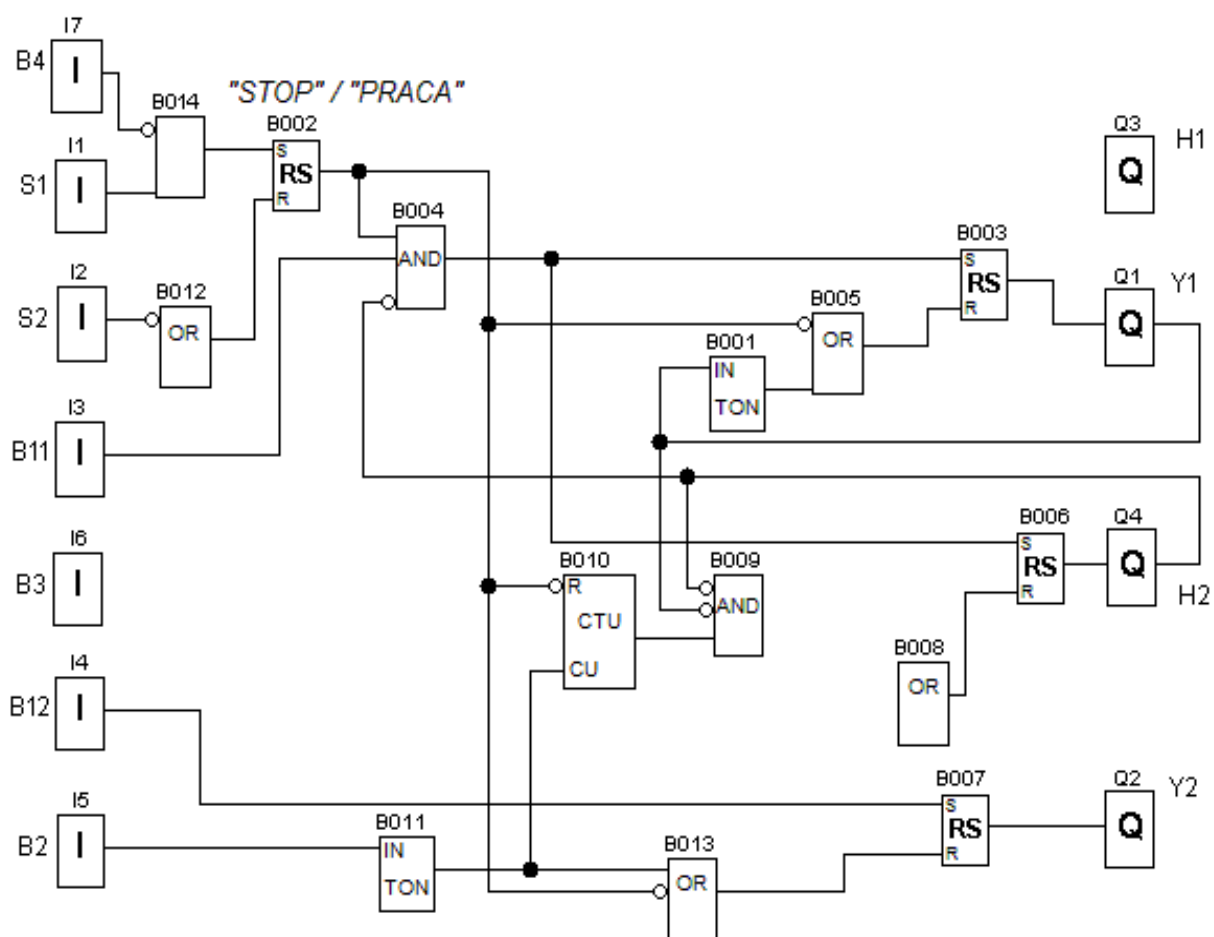 I7
B4
I
"STOP" / "PRACA"
B014
B002
S
RS
R
I1
S1
I
Q3
H1
Q
B004
AND
B003
S
RS
R
I2
S2
I
B012
OR
B005
OR
Q1
Y1
Q
B001
IN
TON
I3
B11
I
I6
B3
I
B010
R
CTU
CU
B009
AND
B006
S
RS
R
Q4
Q
H2
B008
OR
I4
B12
I
I5
B2
I
B011
IN
TON
B013
OR
B007
S
RS
R
Q2
Y2
Q